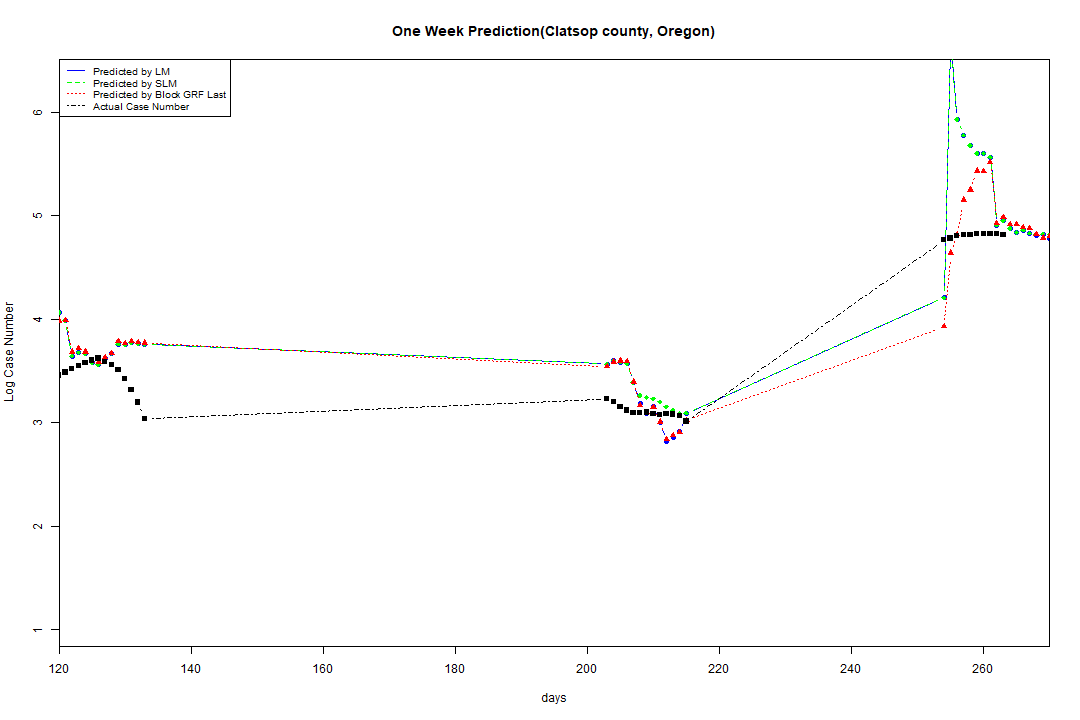 One Week Prediction(Clatsop county, Oregon)
Predicted by LM
Predicted by SLM
Predicted by Block GRF Last
Actual Case Number
6
5
4
3
2
1
Log Case Number
120 140 160 180 200 220 240 260
days